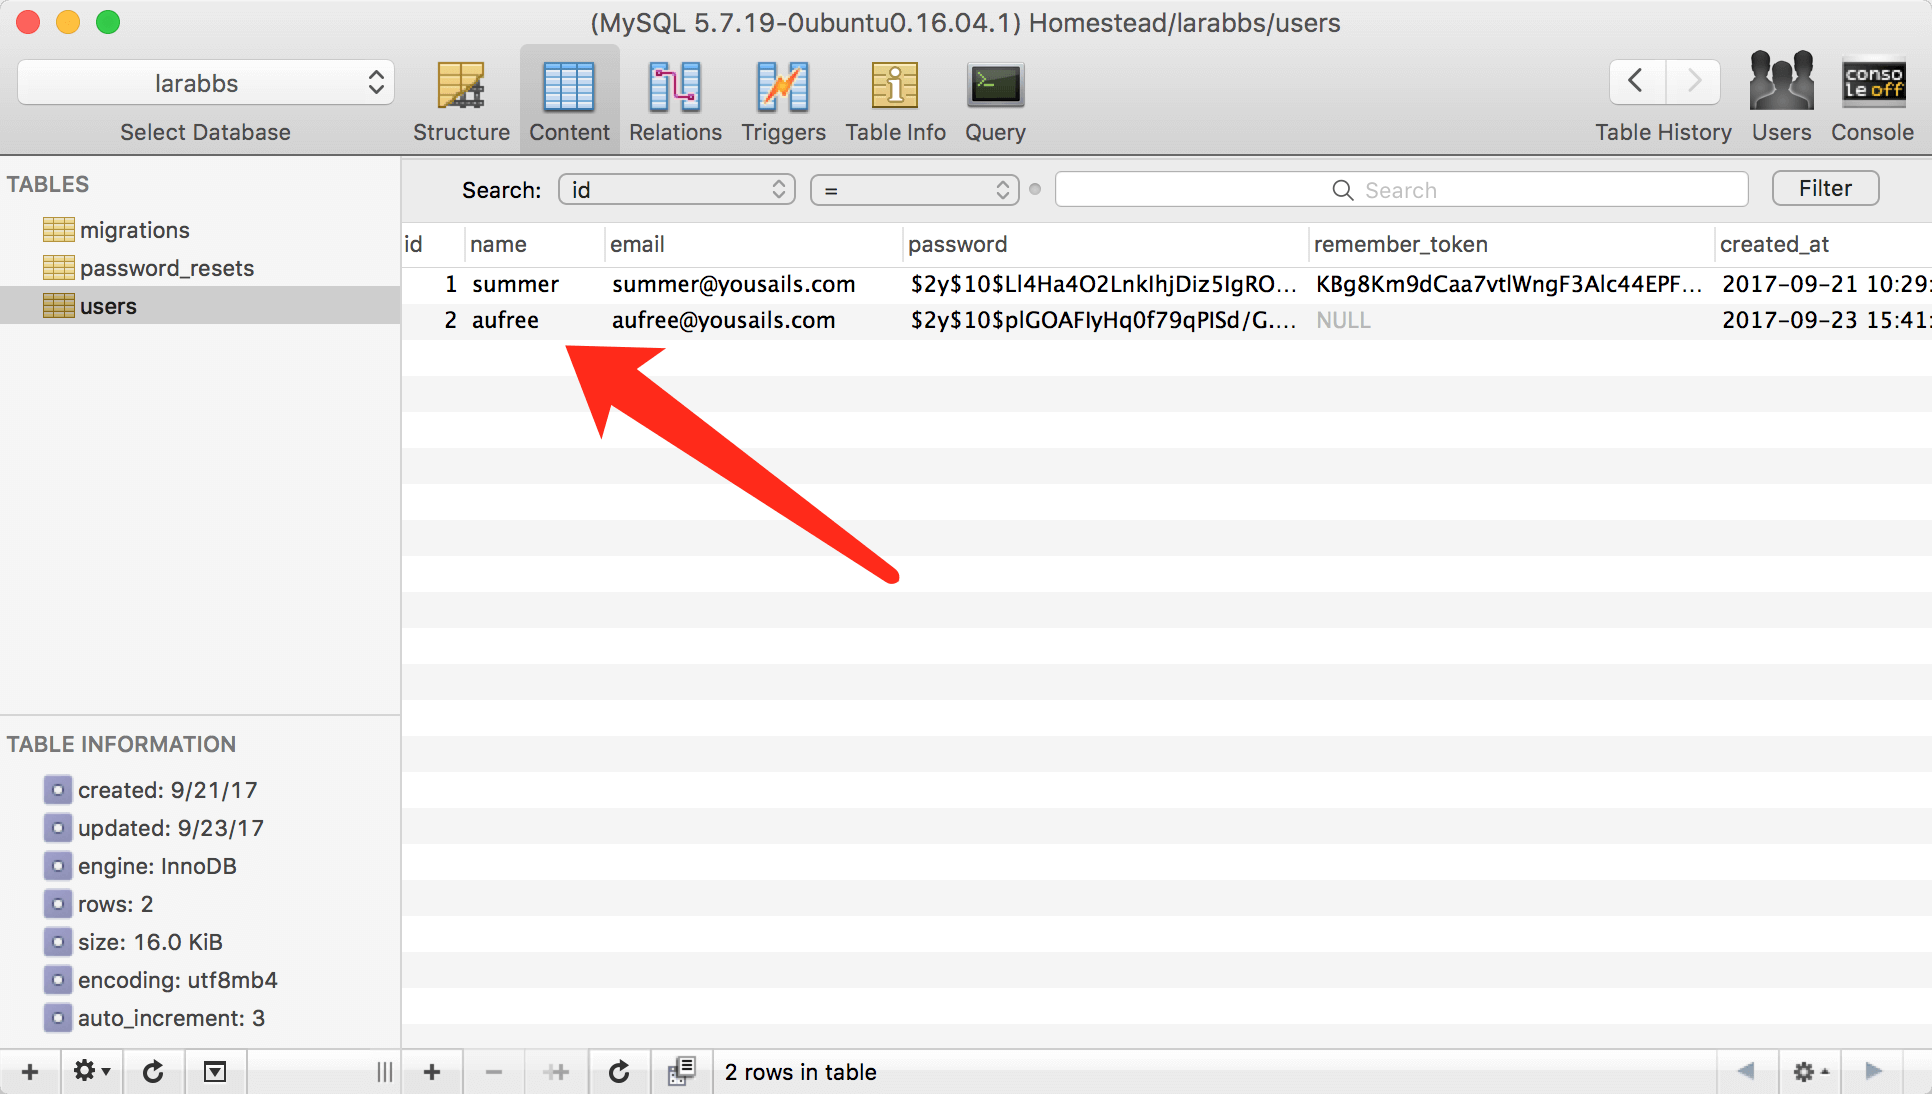 (MySQL 5.7.19-0ubuntu0.16.04.1) Homestead/larabbs/users
larabbs
Select Database
Structure
Content
Relations
Triggers
Table Info
Query
Table History
Users
conso
le off
Console
TABLES
migrations
password_resets
users
Search: id = Search Filter
id name email password remember_token created_at
1 summer summer@yousails.com $2y$10$Ll4Ha4O2LnkIhjDiz5IgRO... KBg8Km9dCaa7vtlWngF3Alc44EPF... 2017-09-21 10:29:
2 aufree aufree@yousails.com $2y$10$plGOAFIyHq0f79qPISd/G.... NULL 2017-09-23 15:41:
TABLE INFORMATION
created: 9/21/17
updated: 9/23/17
engine: InnoDB
rows: 2
size: 16.0 KiB
encoding: utf8mb4
auto_increment: 3
2 rows in table